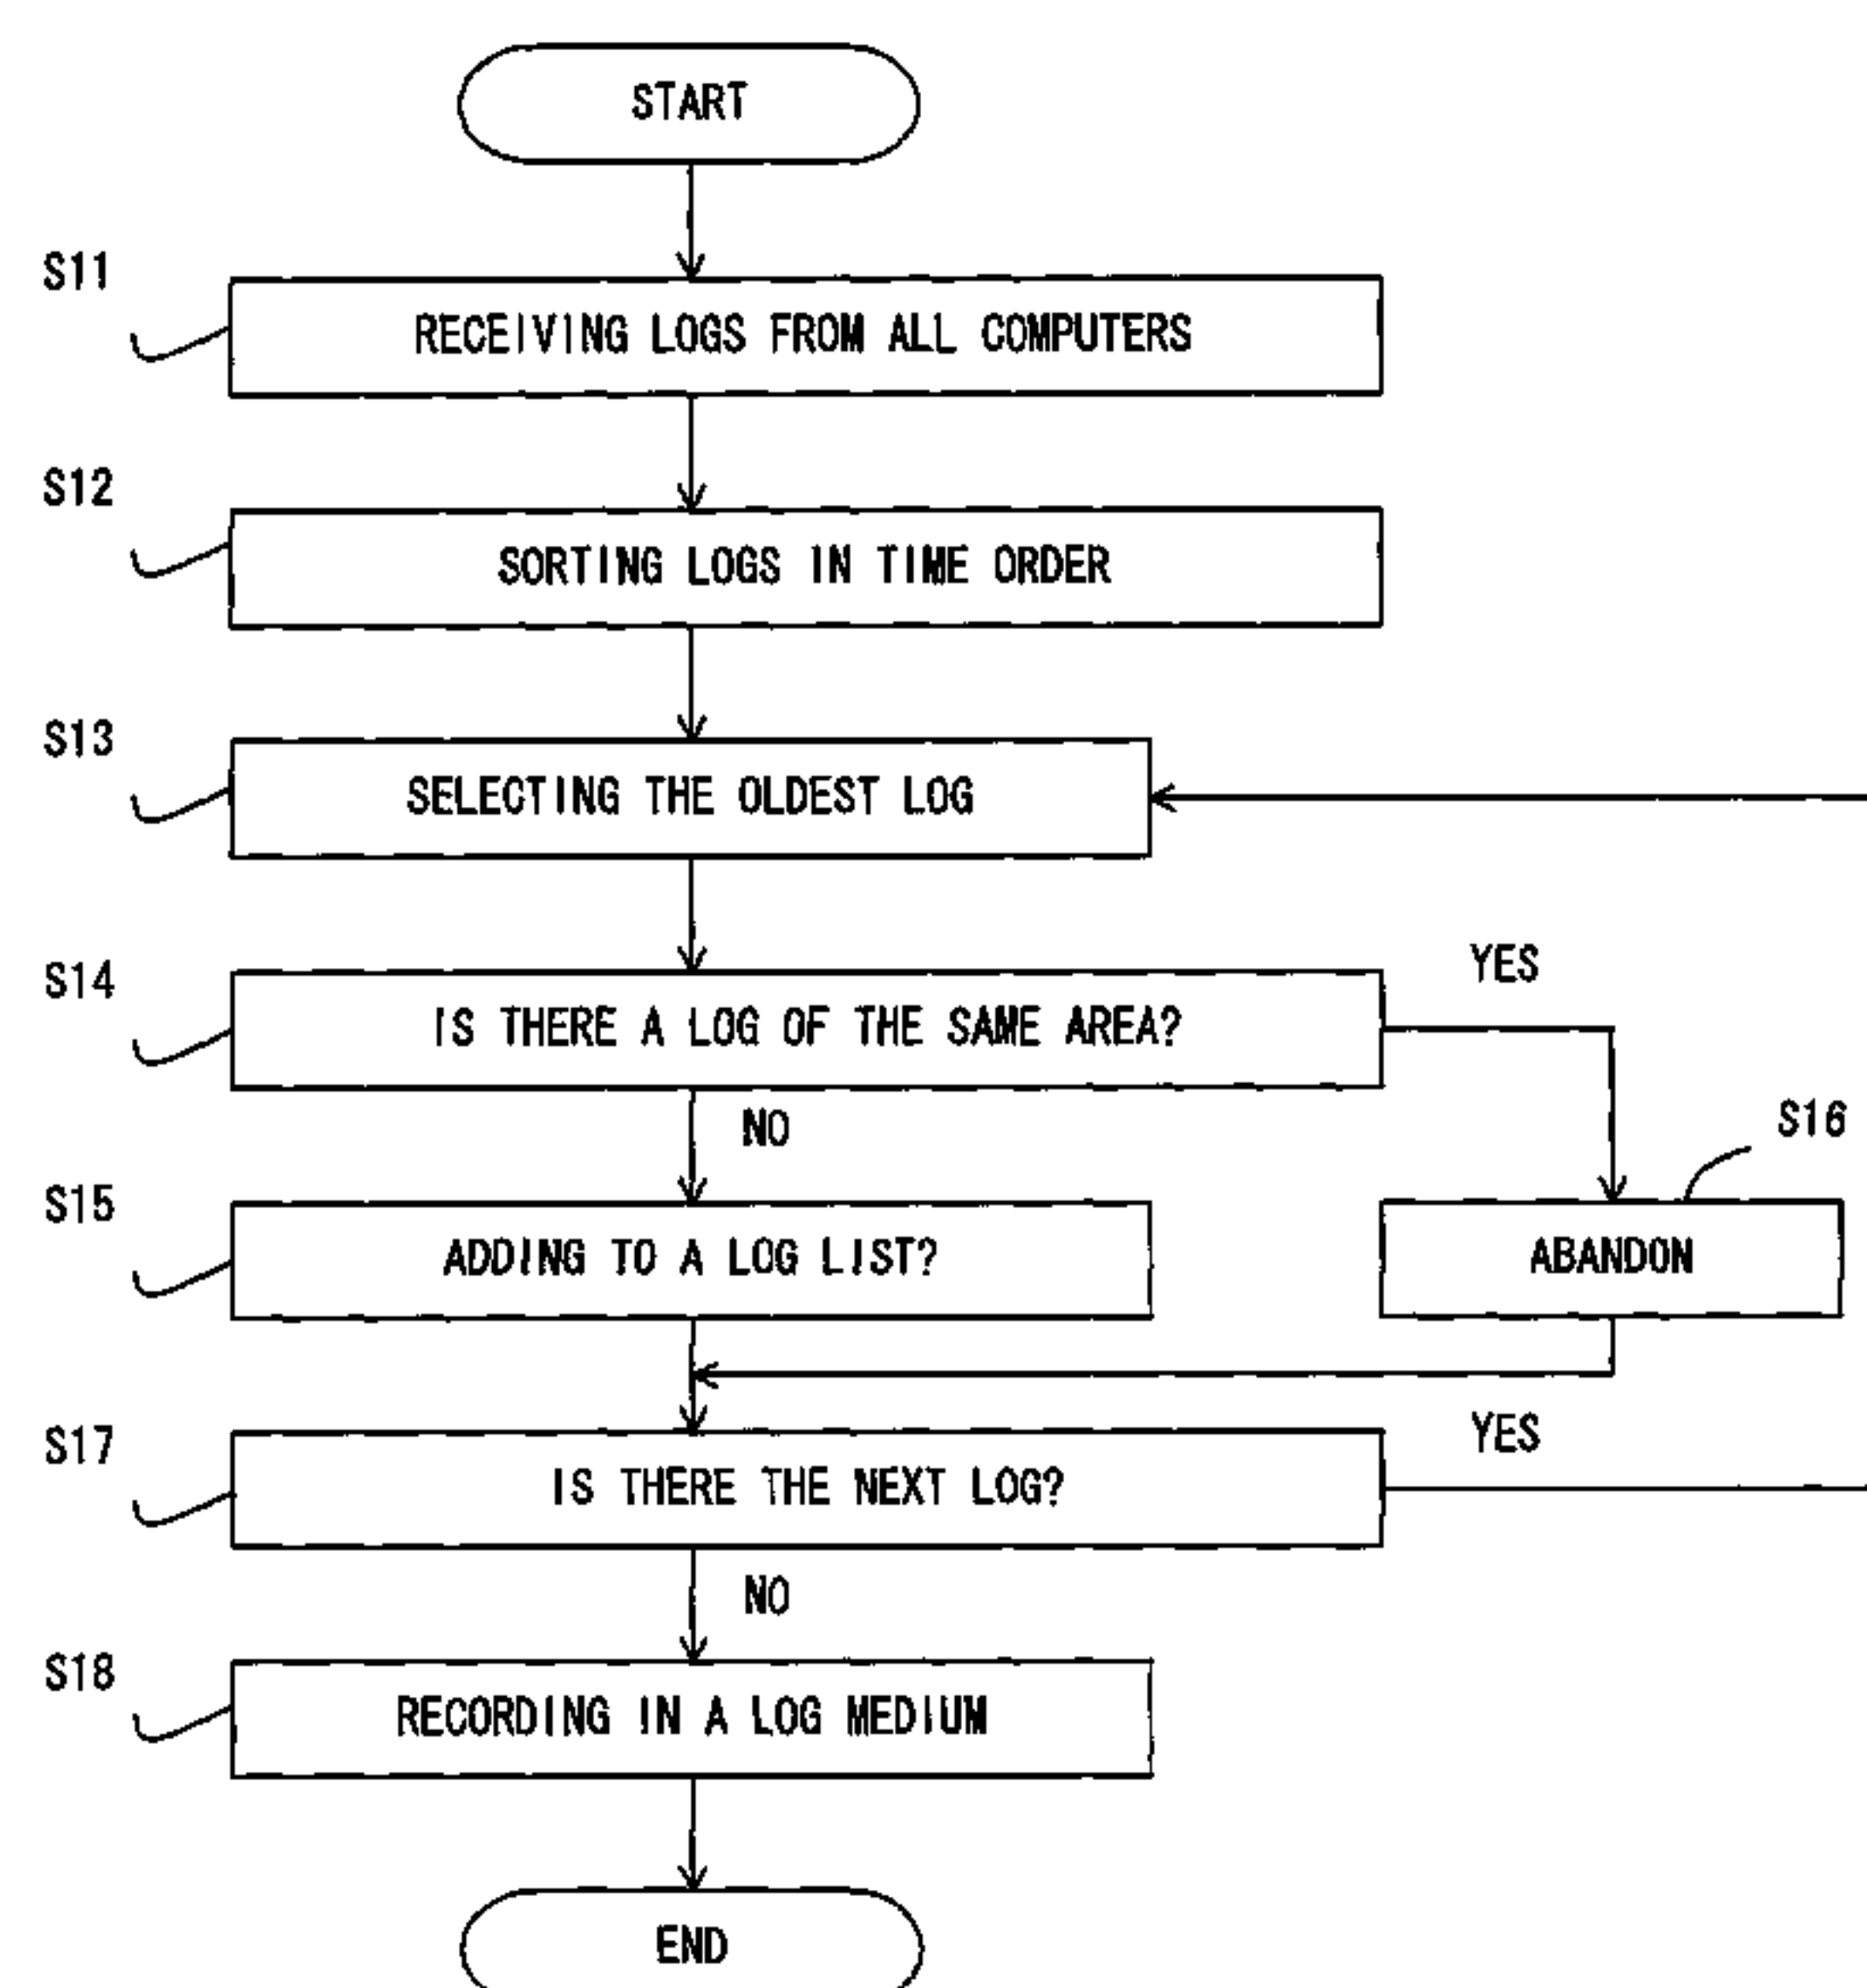 START
S11
RECEIVING LOGS FROM ALL COMPUTERS
S12
SORTING LOGS IN TIME ORDER
S13
SELECTING THE OLDEST LOG
S14
IS THERE A LOG OF THE SAME AREA?
YES
NO
S15
ADDING TO A LOG LIST?
S16
ABANDON
S17
IS THERE THE NEXT LOG?
YES
NO
S18
RECORDING IN A LOG MEDIUM
END